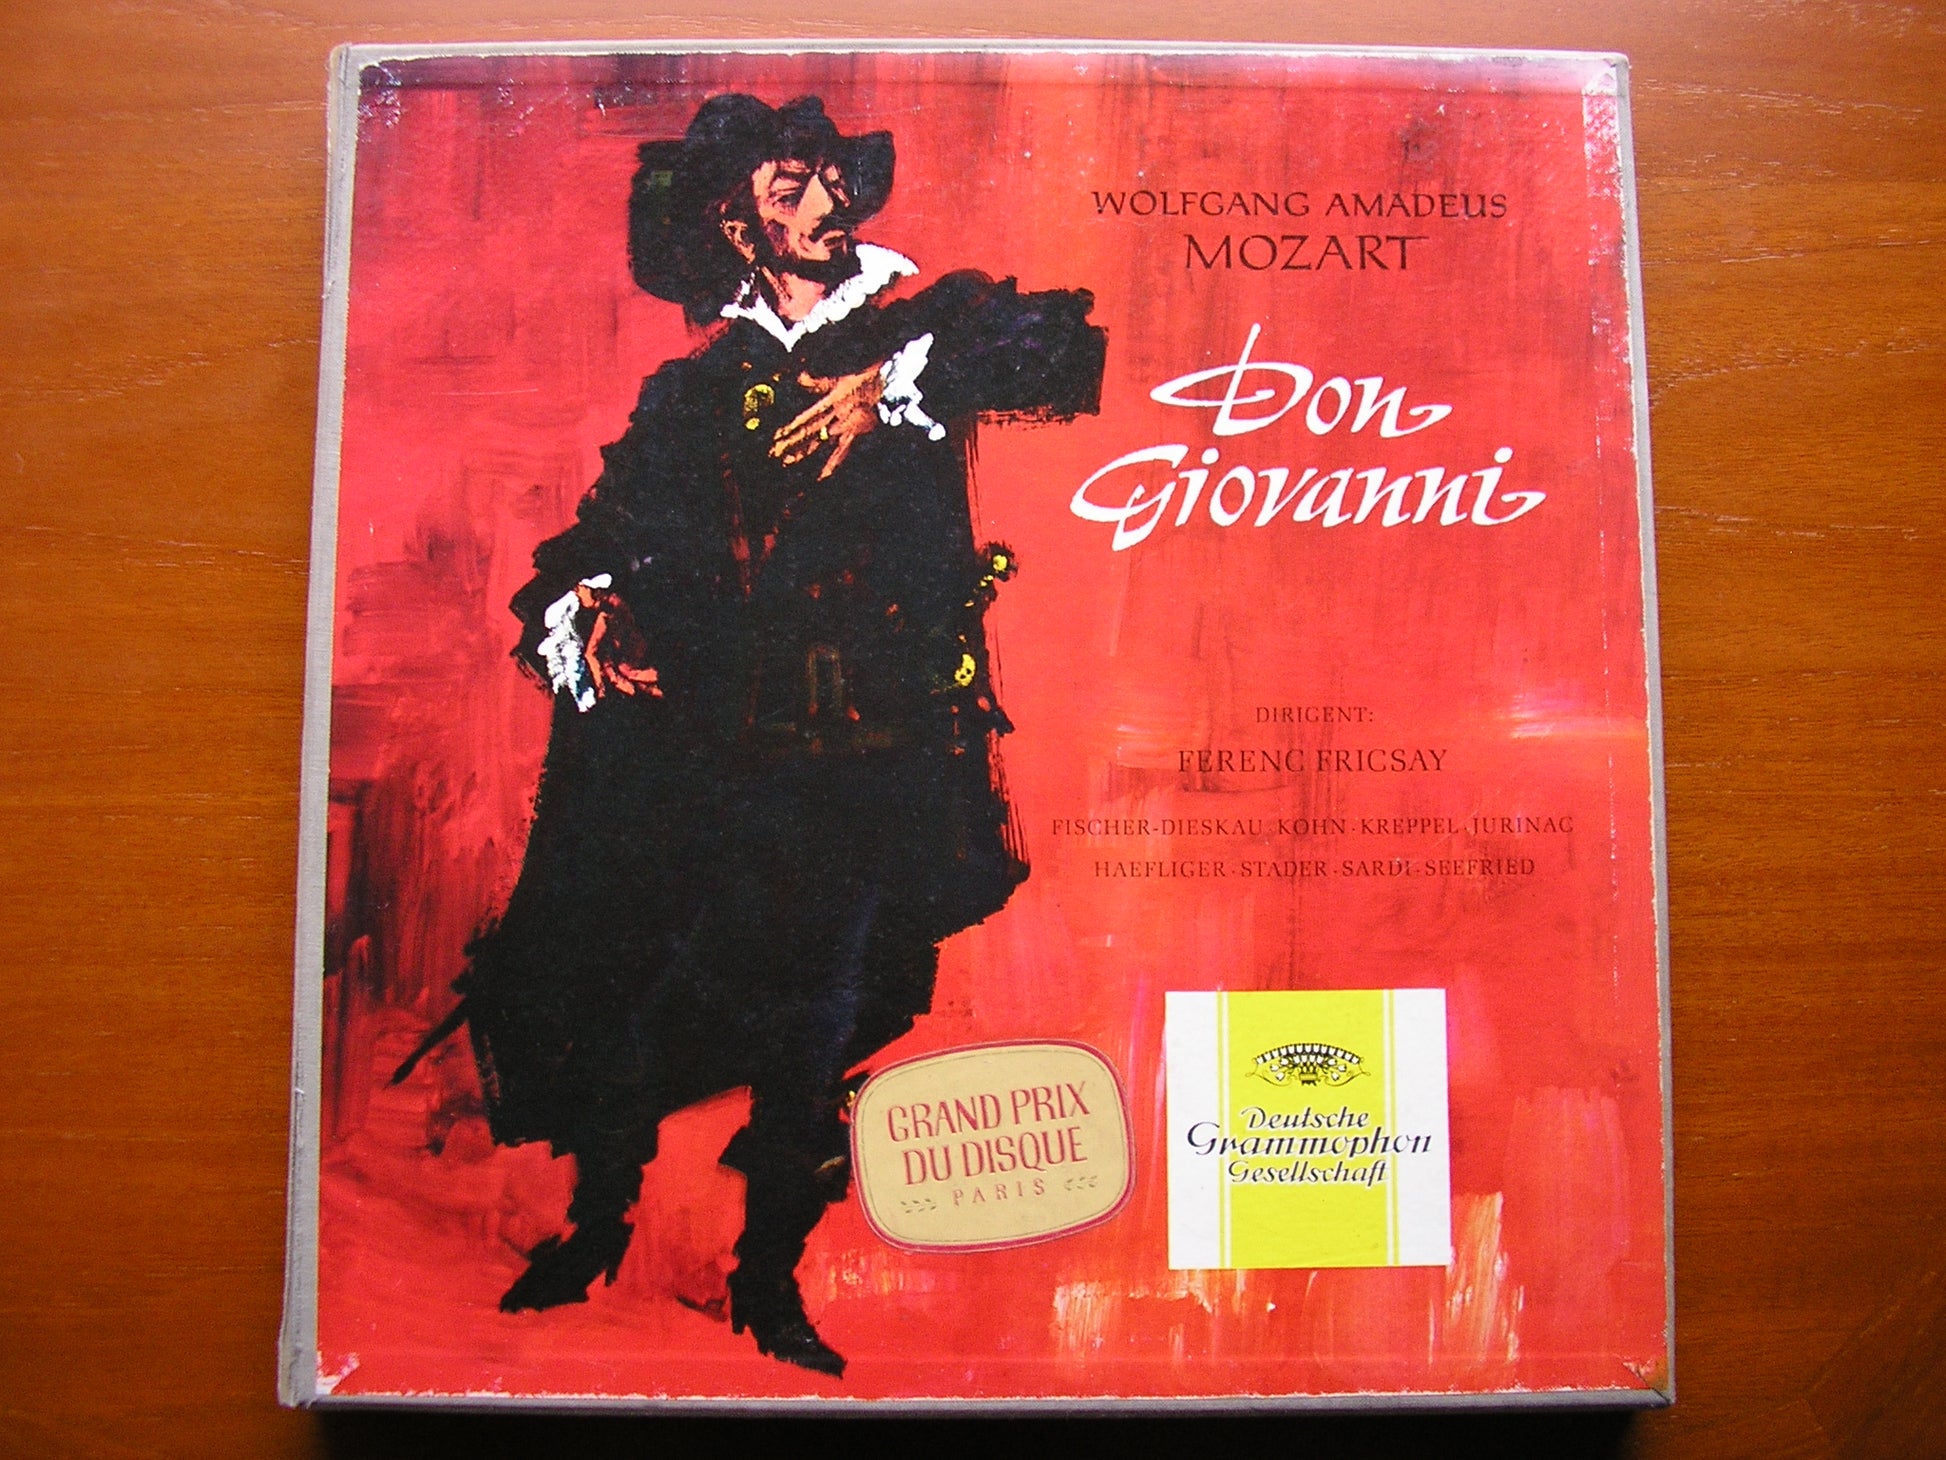 WOLFGANG AMADEUS
MOZART
Don
Giovanni
DIRIGENT:
FERENC FRICSAY
FISCHER-DIESKAU · KOHN · KREPPEL · JURINAC
HAEFLIGER · STADER · SARDI · SEEFRIED
GRAND PRIX
DU DISQUE
PARIS
Deutsche
Grammophon
Gesellschaft